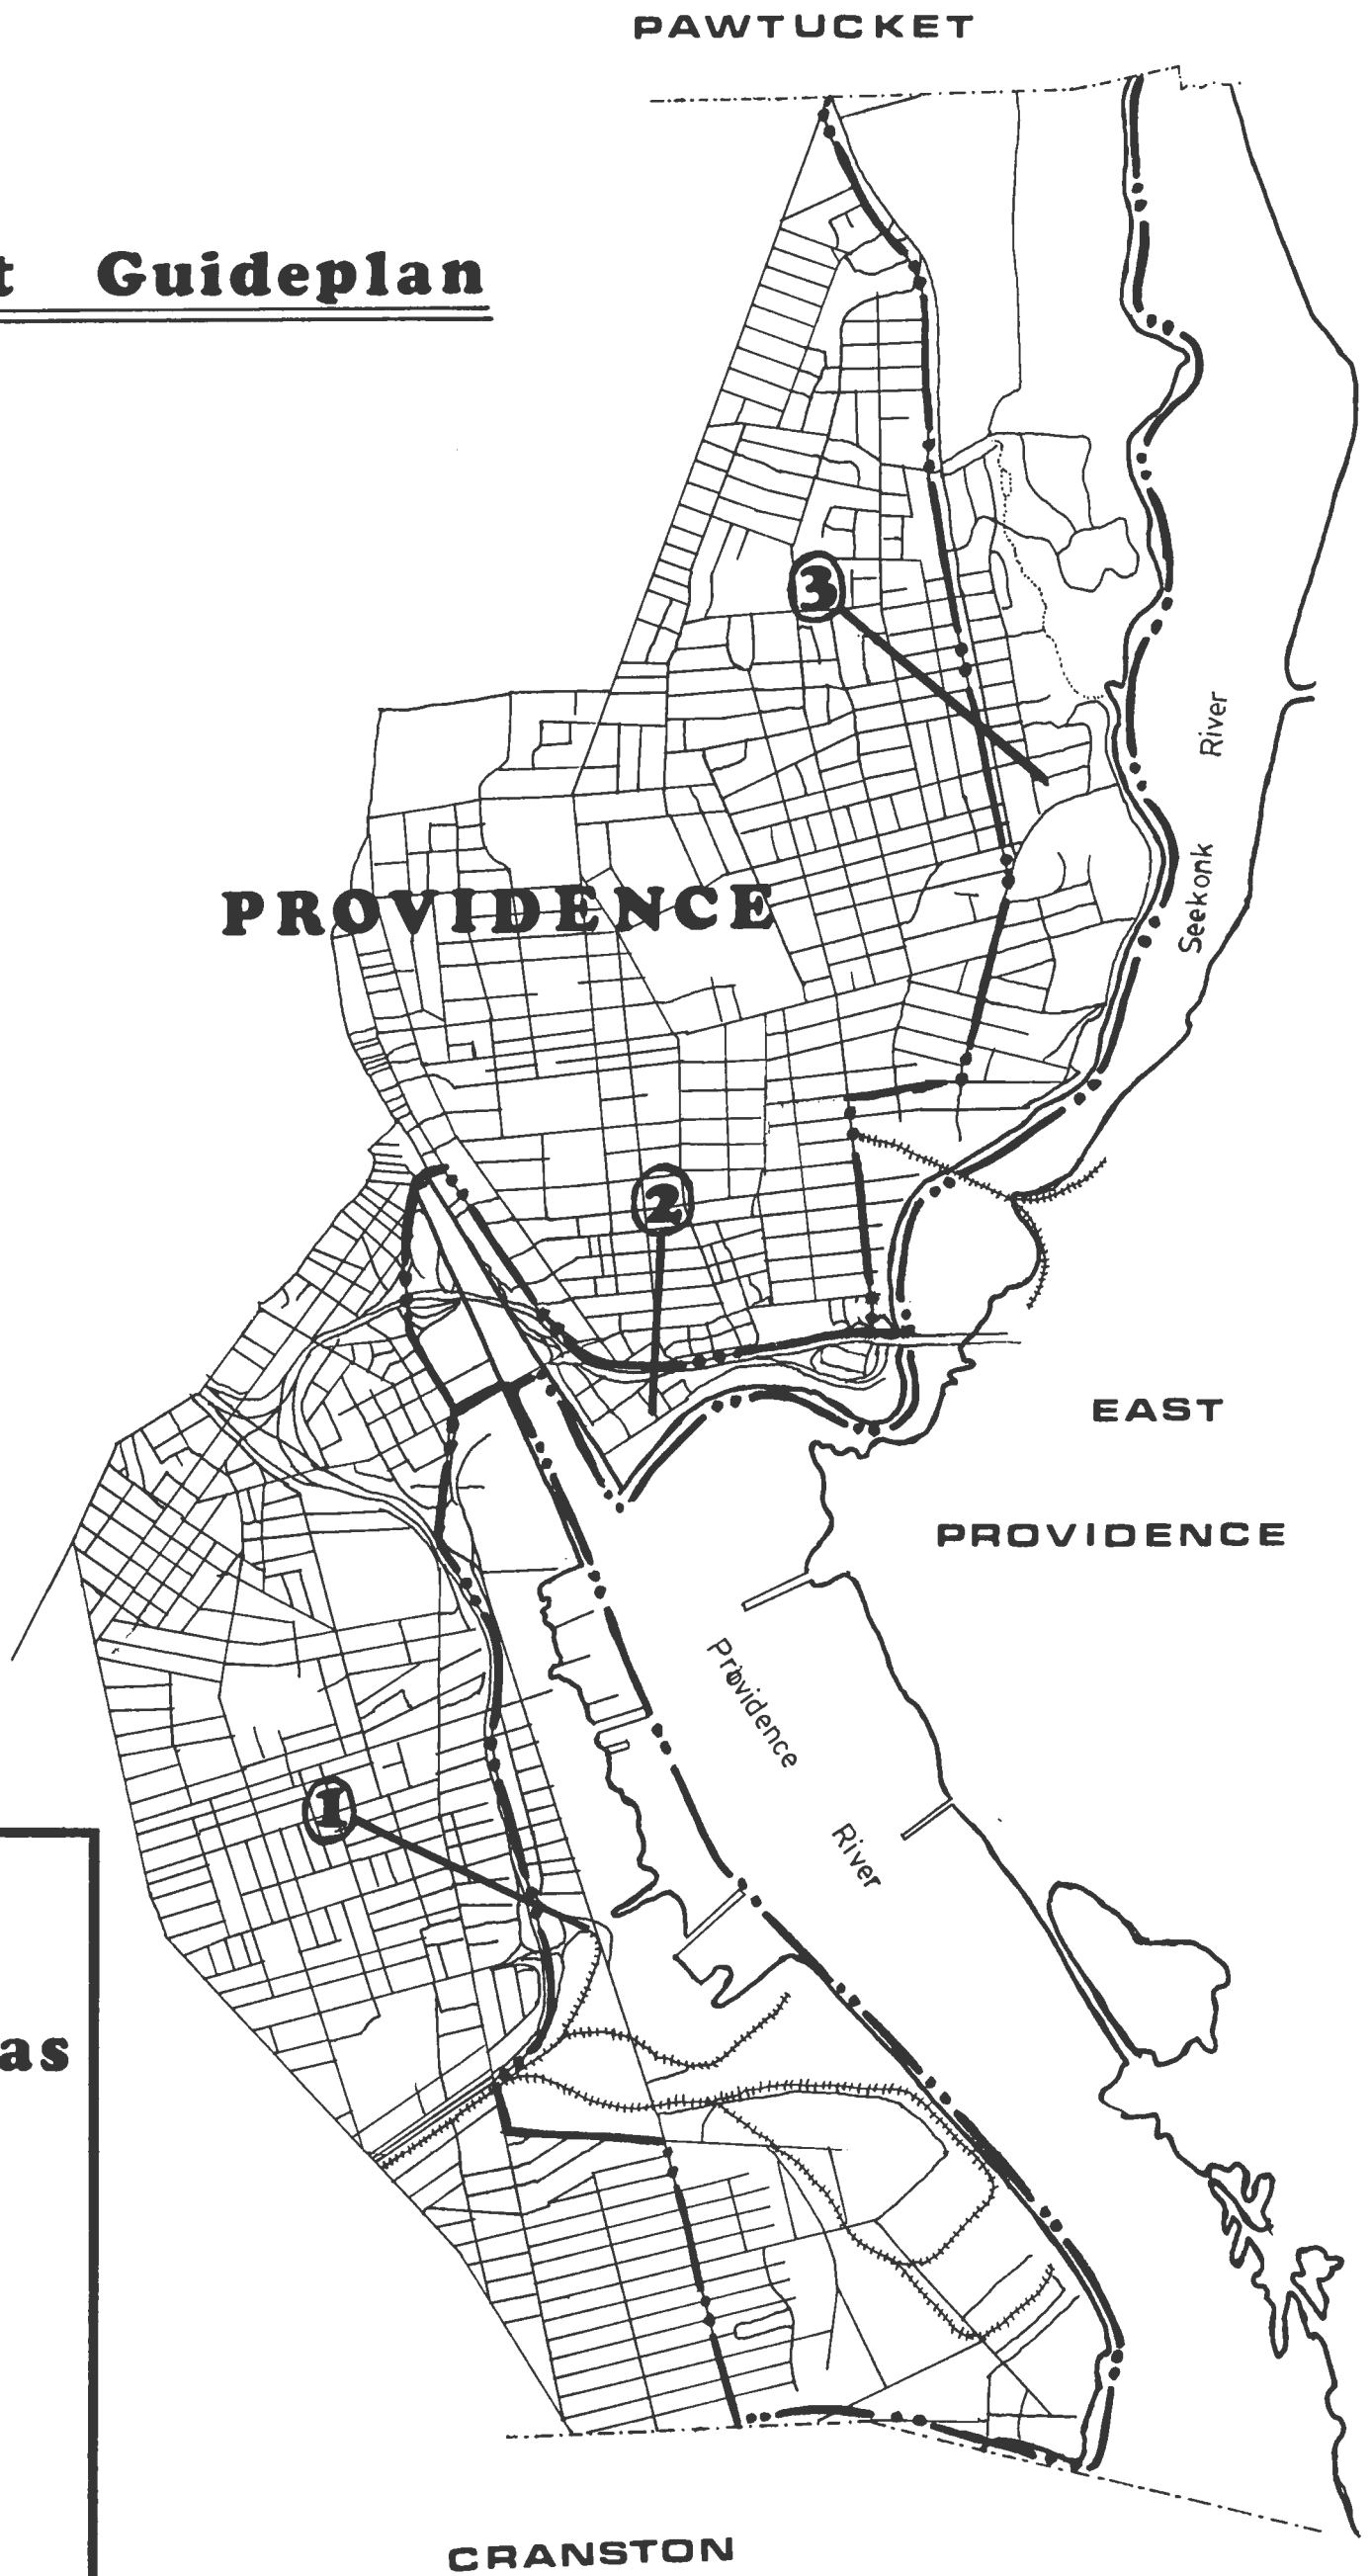 PAWTUCKET
t Guideplan
3
River
Seekonk
PROVIDENCE
2
EAST
PROVIDENCE
Providence
River
1
as
CRANSTON